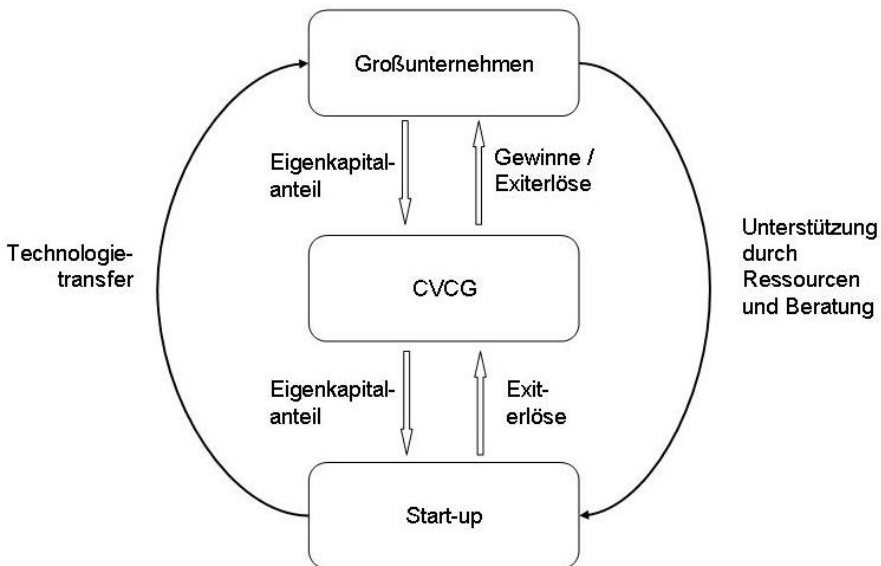 Großunternehmen
Eigenkapital-
anteil
Gewinne /
Exiterlöse
Technologie-
transfer
Unterstützung
durch
Ressourcen
und Beratung
CVCG
Eigenkapital-
anteil
Exit-
erlöse
Start-up